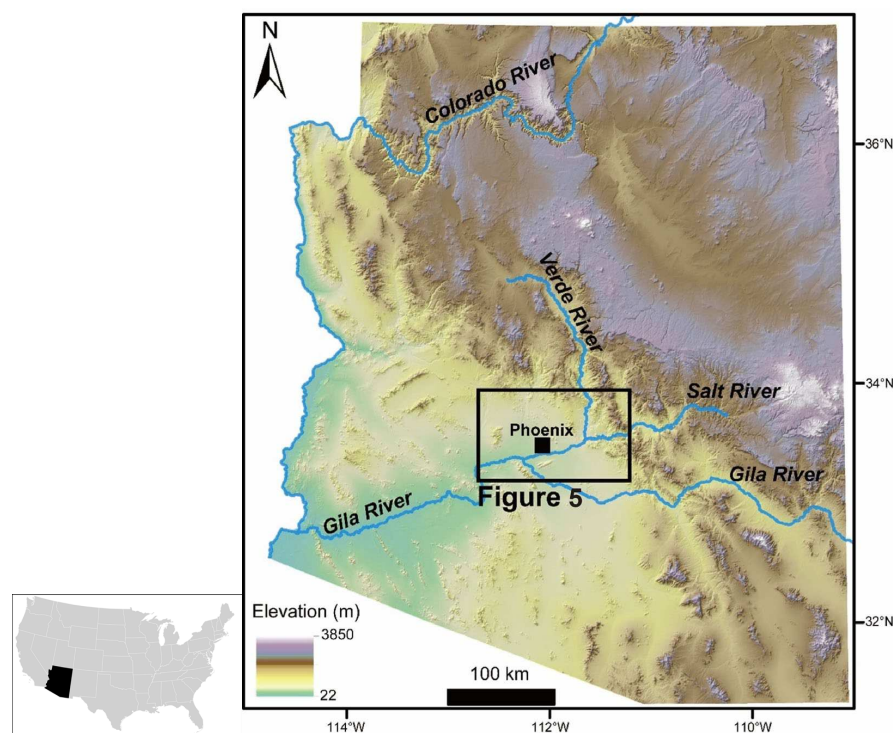 N
Colorado River
36°N
Verde River
34°N
Salt River
Phoenix
Gila River
Figure 5
Gila River
32°N
Elevation (m)
3850
22
100 km
114°W
112°W
110°W